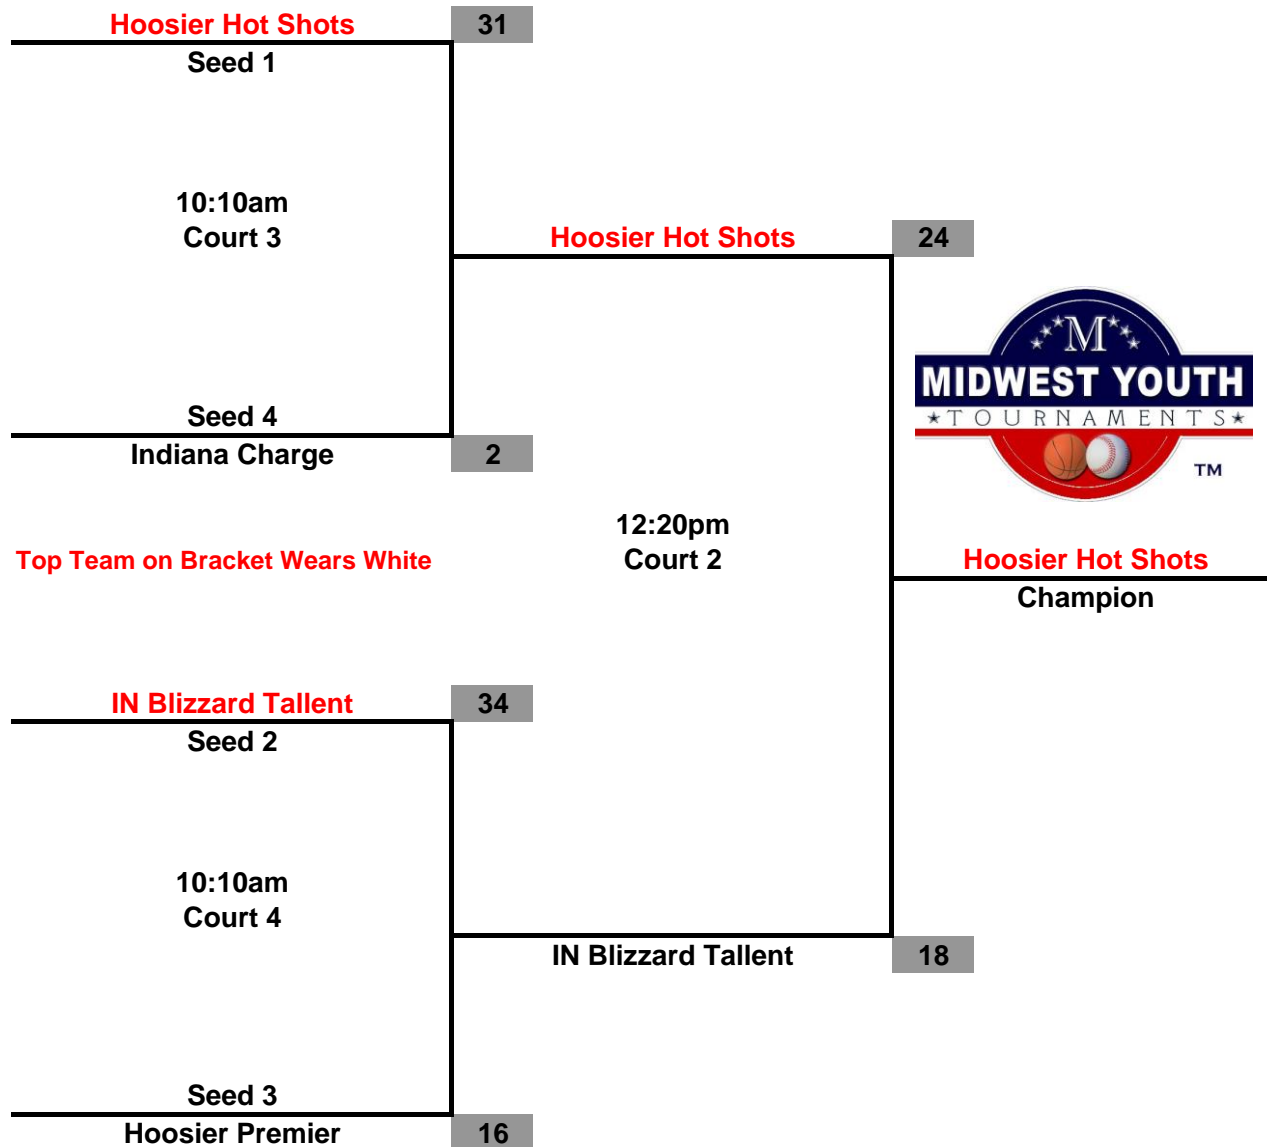 Hoosier Hot Shots 31
Seed 1
10:10am
Court 3
Hoosier Hot Shots 24
M
MIDWEST YOUTH
TOURNAMENTS
TM
Seed 4
Indiana Charge 2
12:20pm
Court 2
Top Team on Bracket Wears White
Hoosier Hot Shots
Champion
IN Blizzard Tallent 34
Seed 2
10:10am
Court 4
IN Blizzard Tallent 18
Seed 3
Hoosier Premier 16